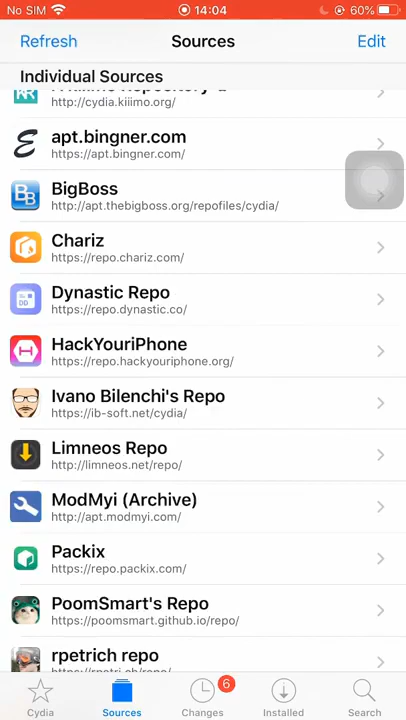 No SIM 14:04 60%
Refresh Sources Edit
Individual Sources
http://cydia.kiiimo.org/
apt.bingner.com
https://apt.bingner.com/
BigBoss
http://apt.thebigboss.org/repofiles/cydia/
Chariz
https://repo.chariz.com/
Dynastic Repo
https://repo.dynastic.co/
HackYouriPhone
https://repo.hackyouriphone.org/
Ivano Bilenchi's Repo
https://ib-soft.net/cydia/
Limneos Repo
http://limneos.net/repo/
ModMyi (Archive)
http://apt.modmyi.com/
Packix
https://repo.packix.com/
PoomSmart's Repo
https://poomsmart.github.io/repo/
rpetrich repo
https://rpetri.ch/repo/
6
Cydia Sources Changes Installed Search